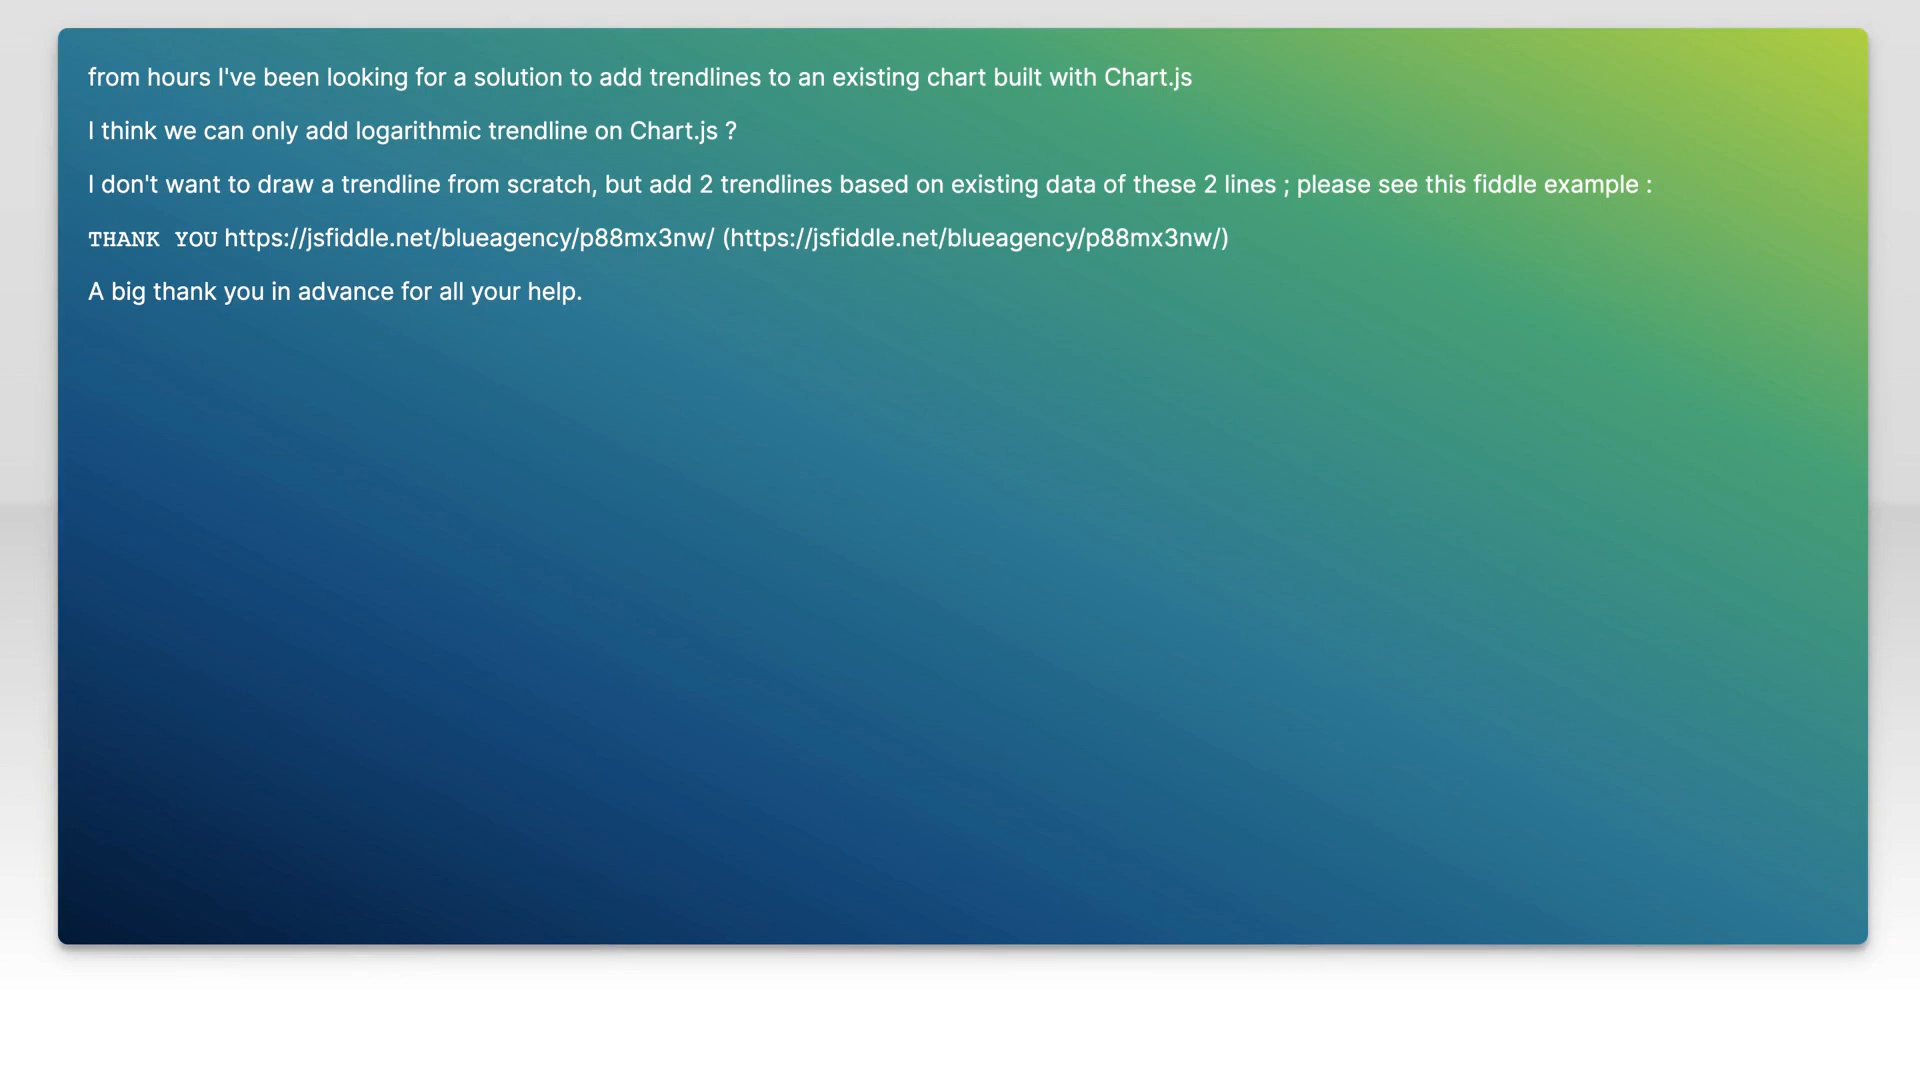 from hours I've been looking for a solution to add trendlines to an existing chart built with Chart.js
I think we can only add logarithmic trendline on Chart.js ?
I don't want to draw a trendline from scratch, but add 2 trendlines based on existing data of these 2 lines ; please see this fiddle example :
THANK YOU https://jsfiddle.net/blueagency/p88mx3nw/ (https://jsfiddle.net/blueagency/p88mx3nw/)
A big thank you in advance for all your help.